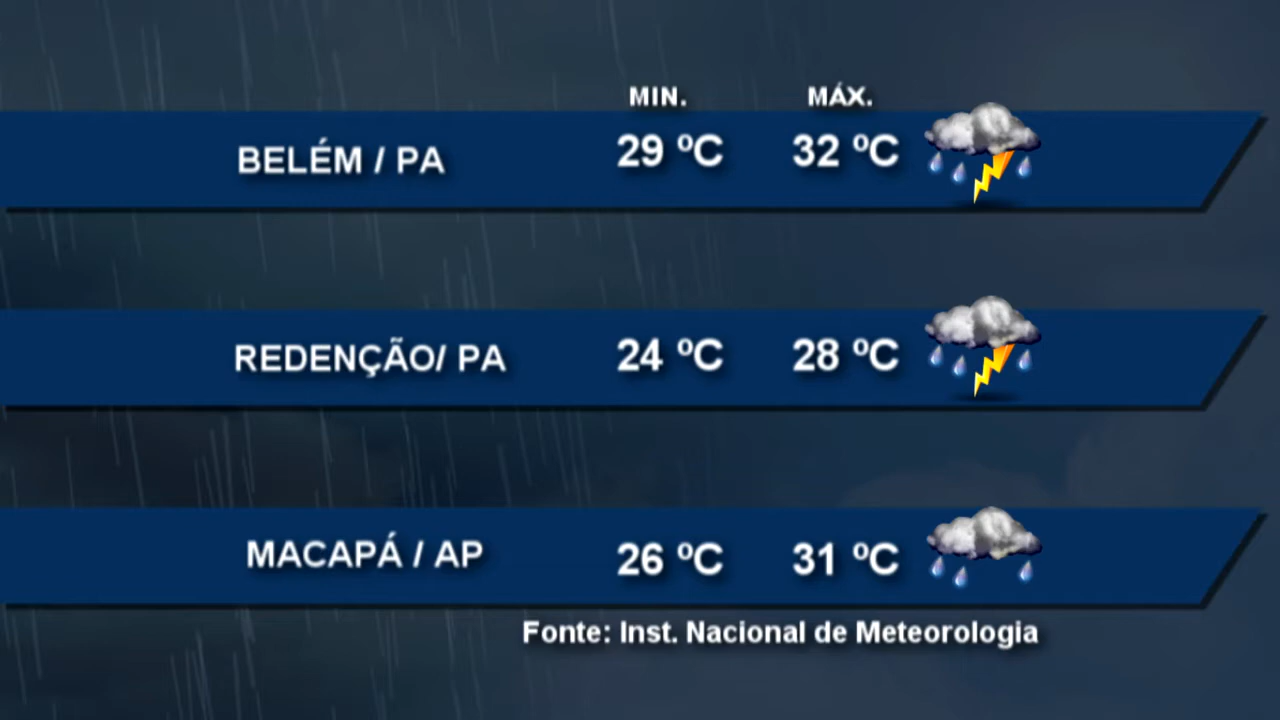 MIN. MÁX.
BELÉM / PA 29 ºC 32 ºC
REDENÇÃO/ PA 24 ºC 28 ºC
MACAPÁ / AP 26 ºC 31 ºC
Fonte: Inst. Nacional de Meteorologia